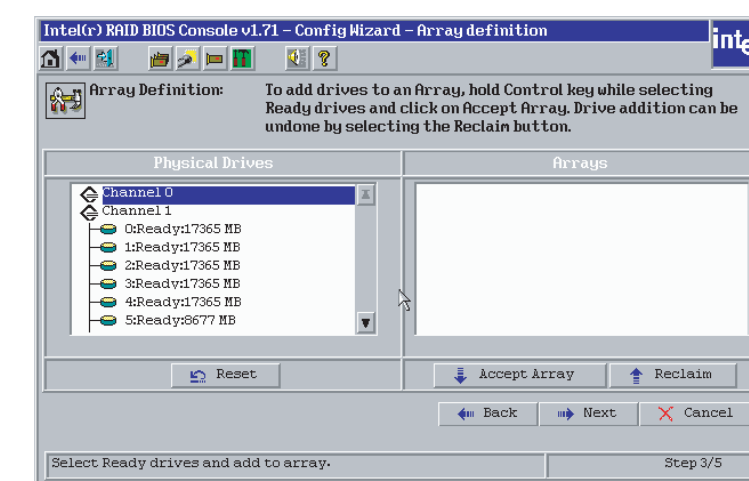 Intel(r) RAID BIOS Console v1.71 – Config Wizard – Array definition
inte
Array Definition:
To add drives to an Array, hold Control key while selecting
Ready drives and click on Accept Array. Drive addition can be
undone by selecting the Reclaim button.
Physical Drives
Arrays
Channel 0
Channel 1
0:Ready:17365 MB
1:Ready:17365 MB
2:Ready:17365 MB
3:Ready:17365 MB
4:Ready:17365 MB
5:Ready:8677 MB
Reset
Accept Array
Reclaim
Back
Next
Cancel
Select Ready drives and add to array.
Step 3/5